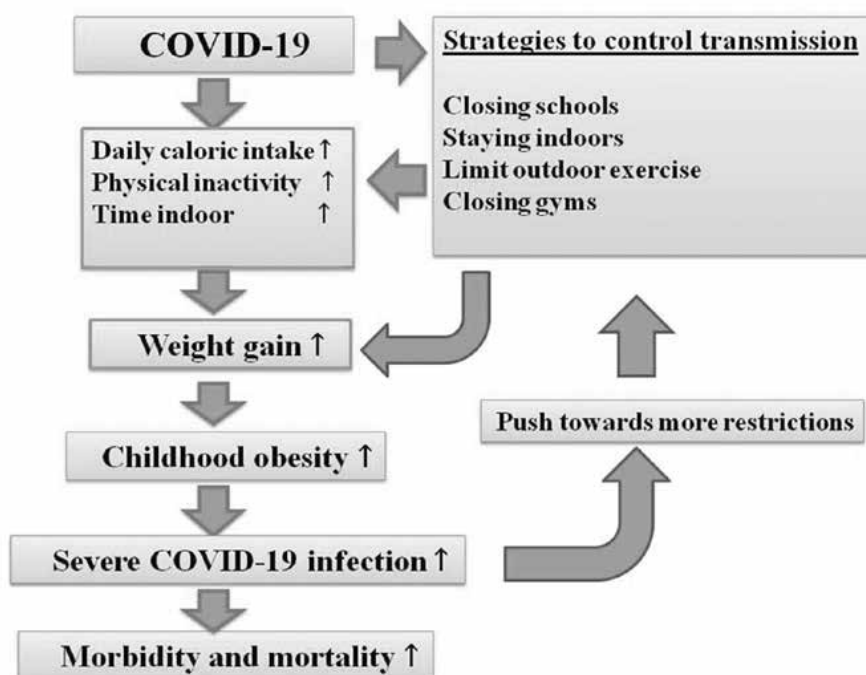 COVID-19
Strategies to control transmission
Closing schools
Staying indoors
Limit outdoor exercise
Closing gyms
Daily caloric intake ↑
Physical inactivity ↑
Time indoor ↑
Weight gain ↑
Push towards more restrictions
Childhood obesity ↑
Severe COVID-19 infection ↑
Morbidity and mortality ↑